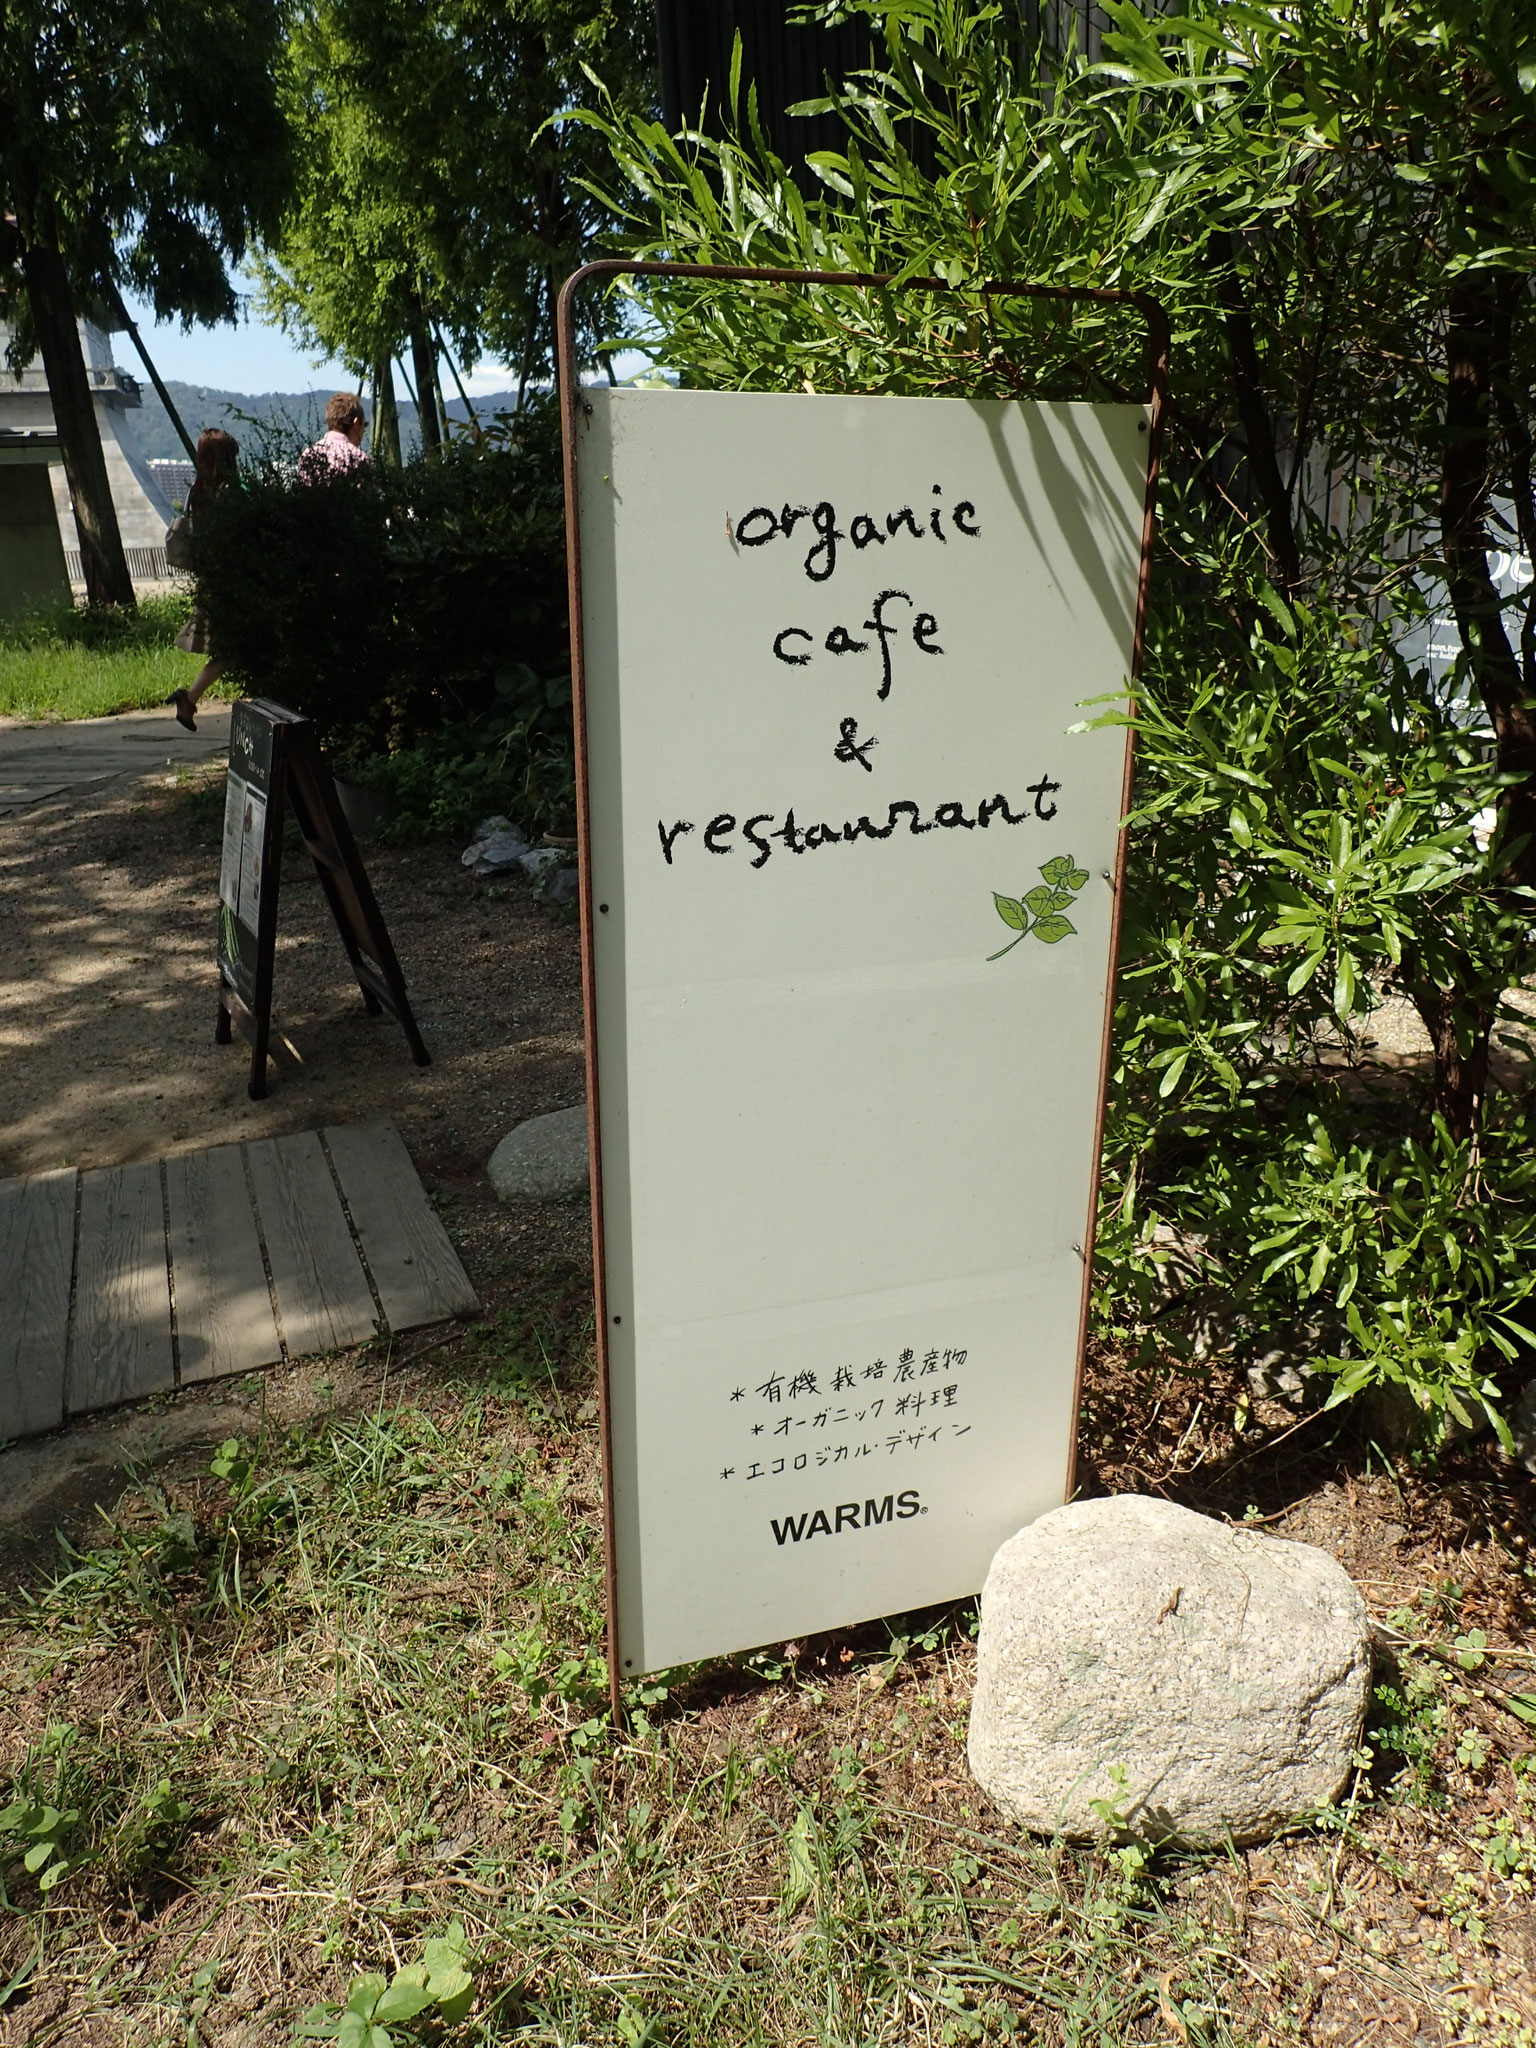 organic
cafe
&
restaurant
*有機栽培農産物
*オーガニック料理
*エコロジカル・デザイン
WARMS®